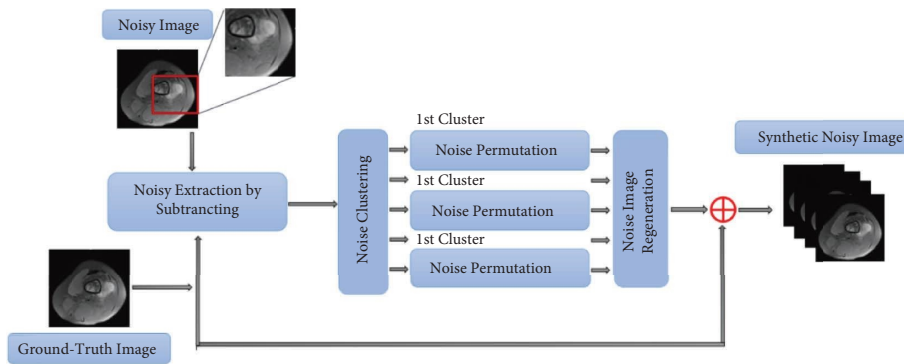 Noisy Image
Noisy Extraction by
Subtrancting
Ground-Truth Image
Noise Clustering
1st Cluster
Noise Permutation
1st Cluster
Noise Permutation
1st Cluster
Noise Permutation
Noise Image
Regeneration
Synthetic Noisy Image